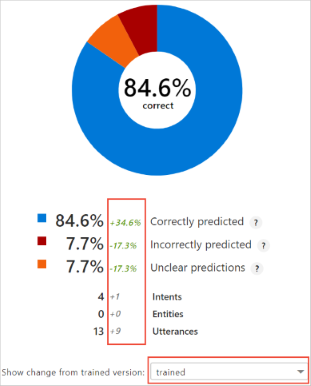 84.6%
correct
84.6% +34.6% Correctly predicted ?
7.7% -17.3% Incorrectly predicted ?
7.7% -17.3% Unclear predictions ?
4 +1 Intents
0 +0 Entities
13 +9 Utterances
Show change from trained version: trained